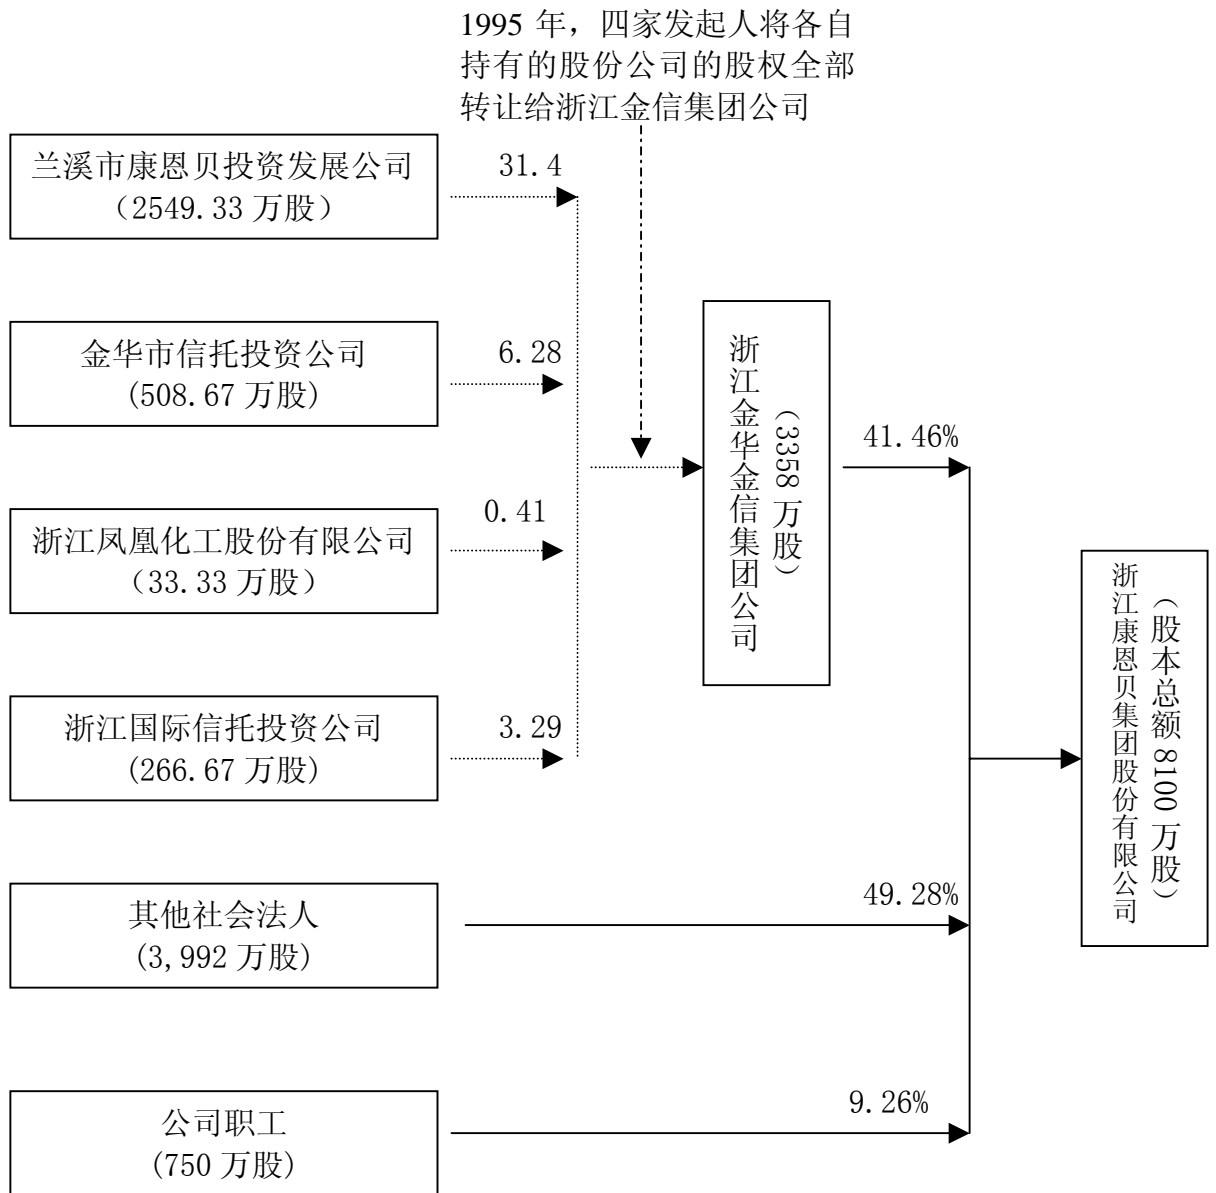 1995 年，四家发起人将各自
持有的股份公司的股权全部
转让给浙江金信集团公司
兰溪市康恩贝投资发展公司
（2549.33 万股）
31.4
金华市信托投资公司
(508.67 万股)
6.28
浙江凤凰化工股份有限公司
（33.33 万股）
0.41
浙江国际信托投资公司
(266.67 万股)
3.29
浙江金华金信集团公司
（3358 万股）
41.46%
其他社会法人
(3,992 万股)
49.28%
公司职工
(750 万股)
9.26%
浙江康恩贝集团股份有限公司
（股本总额 8100 万股）